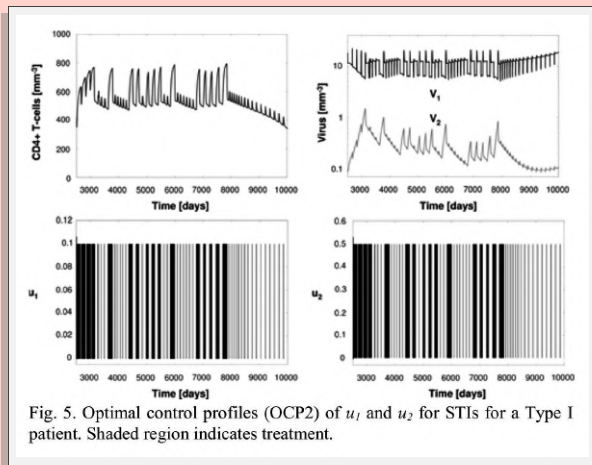 1000
800
600
400
200
0
CD4+ T-cells [mm-3]
3000 4000 5000 6000 7000 8000 9000 10000
Time [days]
10
1
0.1
Virus [mm-3]
V1
V2
3000 4000 5000 6000 7000 8000 9000 10000
Time [days]
0.12
0.1
0.08
0.06
0.04
0.02
0
u1
3000 4000 5000 6000 7000 8000 9000 10000
Time [days]
0.6
0.5
0.4
0.3
0.2
0.1
0
u2
3000 4000 5000 6000 7000 8000 9000 10000
Time [days]
Fig. 5. Optimal control profiles (OCP2) of u1 and u2 for STIs for a Type I
patient. Shaded region indicates treatment.